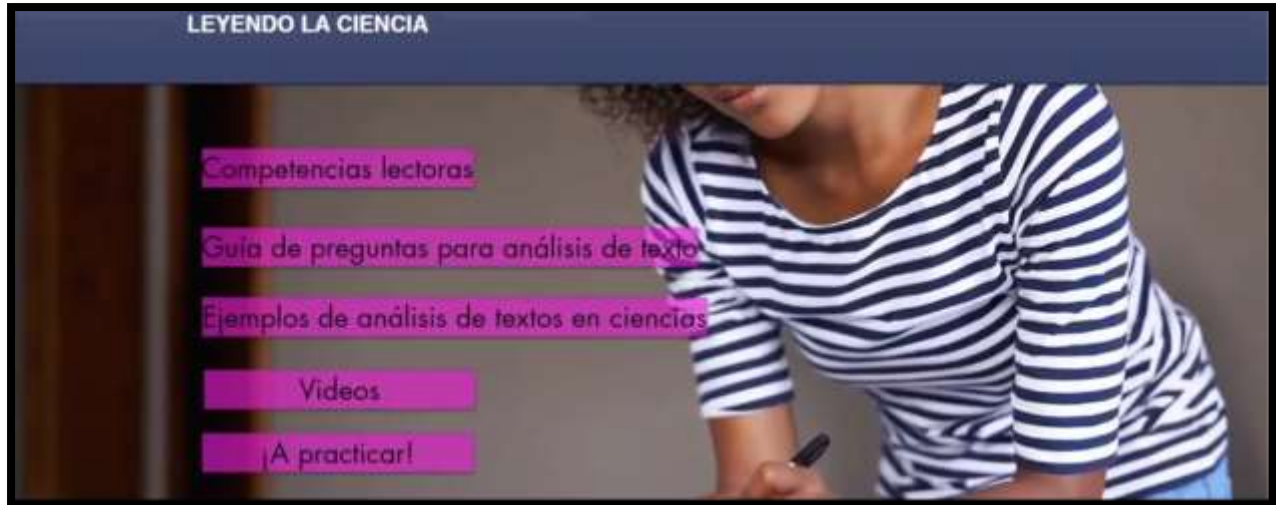 LEYENDO LA CIENCIA
Competencias lectoras
Guía de preguntas para análisis de texto
Ejemplos de análisis de textos en ciencias
Videos
¡A practicar!